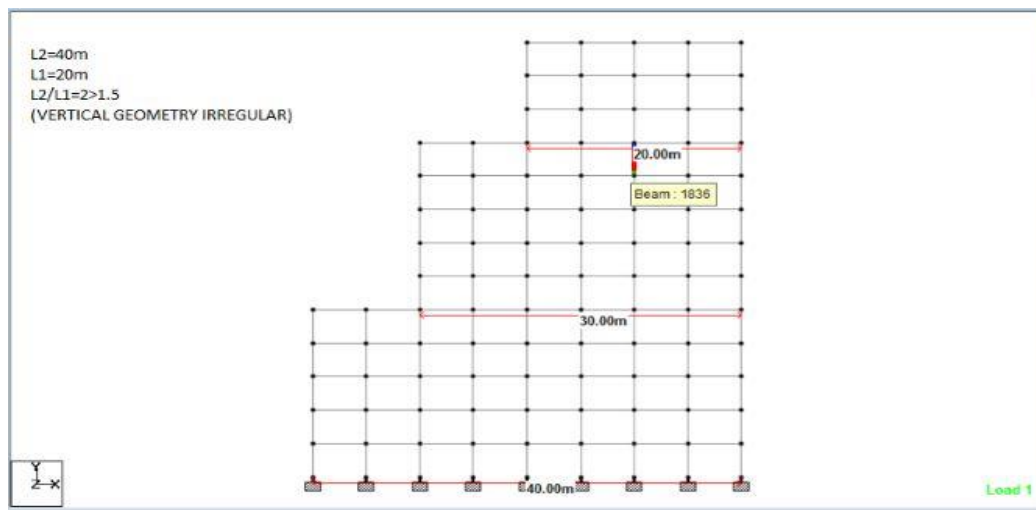 L2=40m
L1=20m
L2/L1=2>1.5
(VERTICAL GEOMETRY IRREGULAR)
20.00m
Beam : 1836
30.00m
40.00m
Y
Z X
Load 1